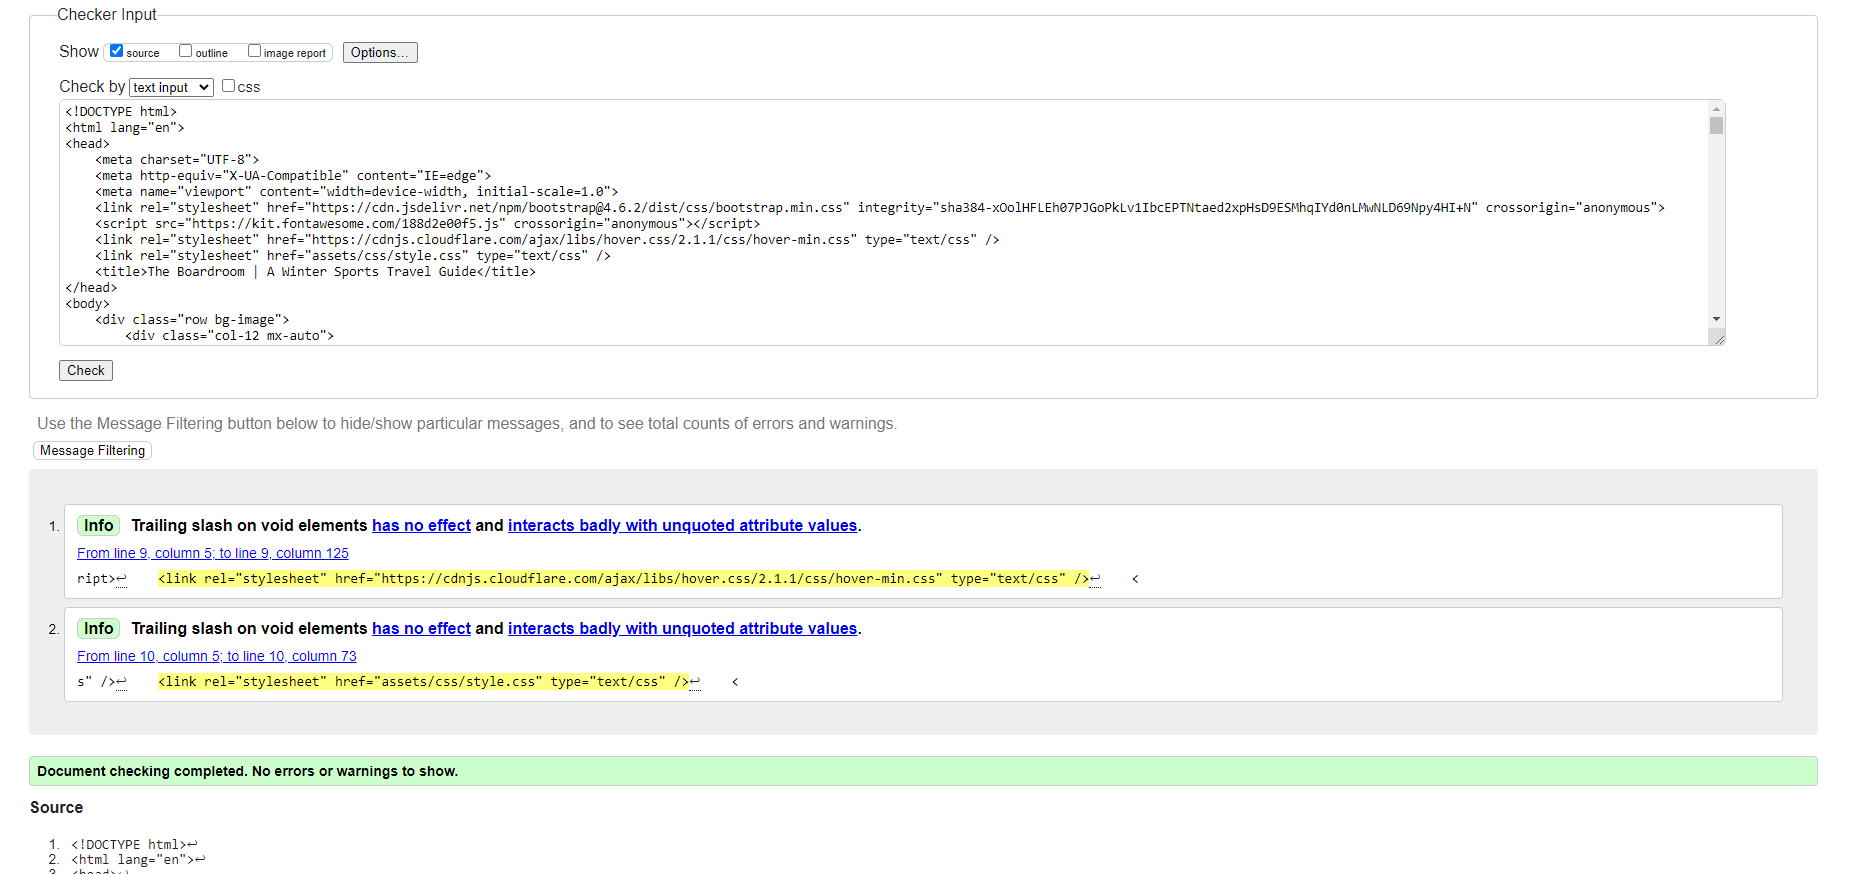 Checker Input
Show source outline image report Options...
Check by text input css
<!DOCTYPE html>
<html lang="en">
<head>
<meta charset="UTF-8">
<meta http-equiv="X-UA-Compatible" content="IE=edge">
<meta name="viewport" content="width=device-width, initial-scale=1.0">
<link rel="stylesheet" href="https://cdn.jsdelivr.net/npm/bootstrap@4.6.2/dist/css/bootstrap.min.css" integrity="sha384-xOolHFLEh07PJGoPkLv1IbcEPTNtaed2xpHsD9ESMhqIYd0nLMwNLD69Npy4HI+N" crossorigin="anonymous">
<script src="https://kit.fontawesome.com/188d2e00f5.js" crossorigin="anonymous"></script>
<link rel="stylesheet" href="https://cdnjs.cloudflare.com/ajax/libs/hover.css/2.1.1/css/hover-min.css" type="text/css" />
<link rel="stylesheet" href="assets/css/style.css" type="text/css" />
<title>The Boardroom | A Winter Sports Travel Guide</title>
</head>
<body>
<div class="row bg-image">
<div class="col-12 mx-auto">
Check
Use the Message Filtering button below to hide/show particular messages, and to see total counts of errors and warnings.
Message Filtering
1. Info Trailing slash on void elements has no effect and interacts badly with unquoted attribute values.
From line 9, column 5; to line 9, column 125
ript>↩ <link rel="stylesheet" href="https://cdnjs.cloudflare.com/ajax/libs/hover.css/2.1.1/css/hover-min.css" type="text/css" />↩ <
2. Info Trailing slash on void elements has no effect and interacts badly with unquoted attribute values.
From line 10, column 5; to line 10, column 73
s" />↩ <link rel="stylesheet" href="assets/css/style.css" type="text/css" />↩ <
Document checking completed. No errors or warnings to show.
Source
1. <!DOCTYPE html>↩
2. <html lang="en">↩
3. <head>↩